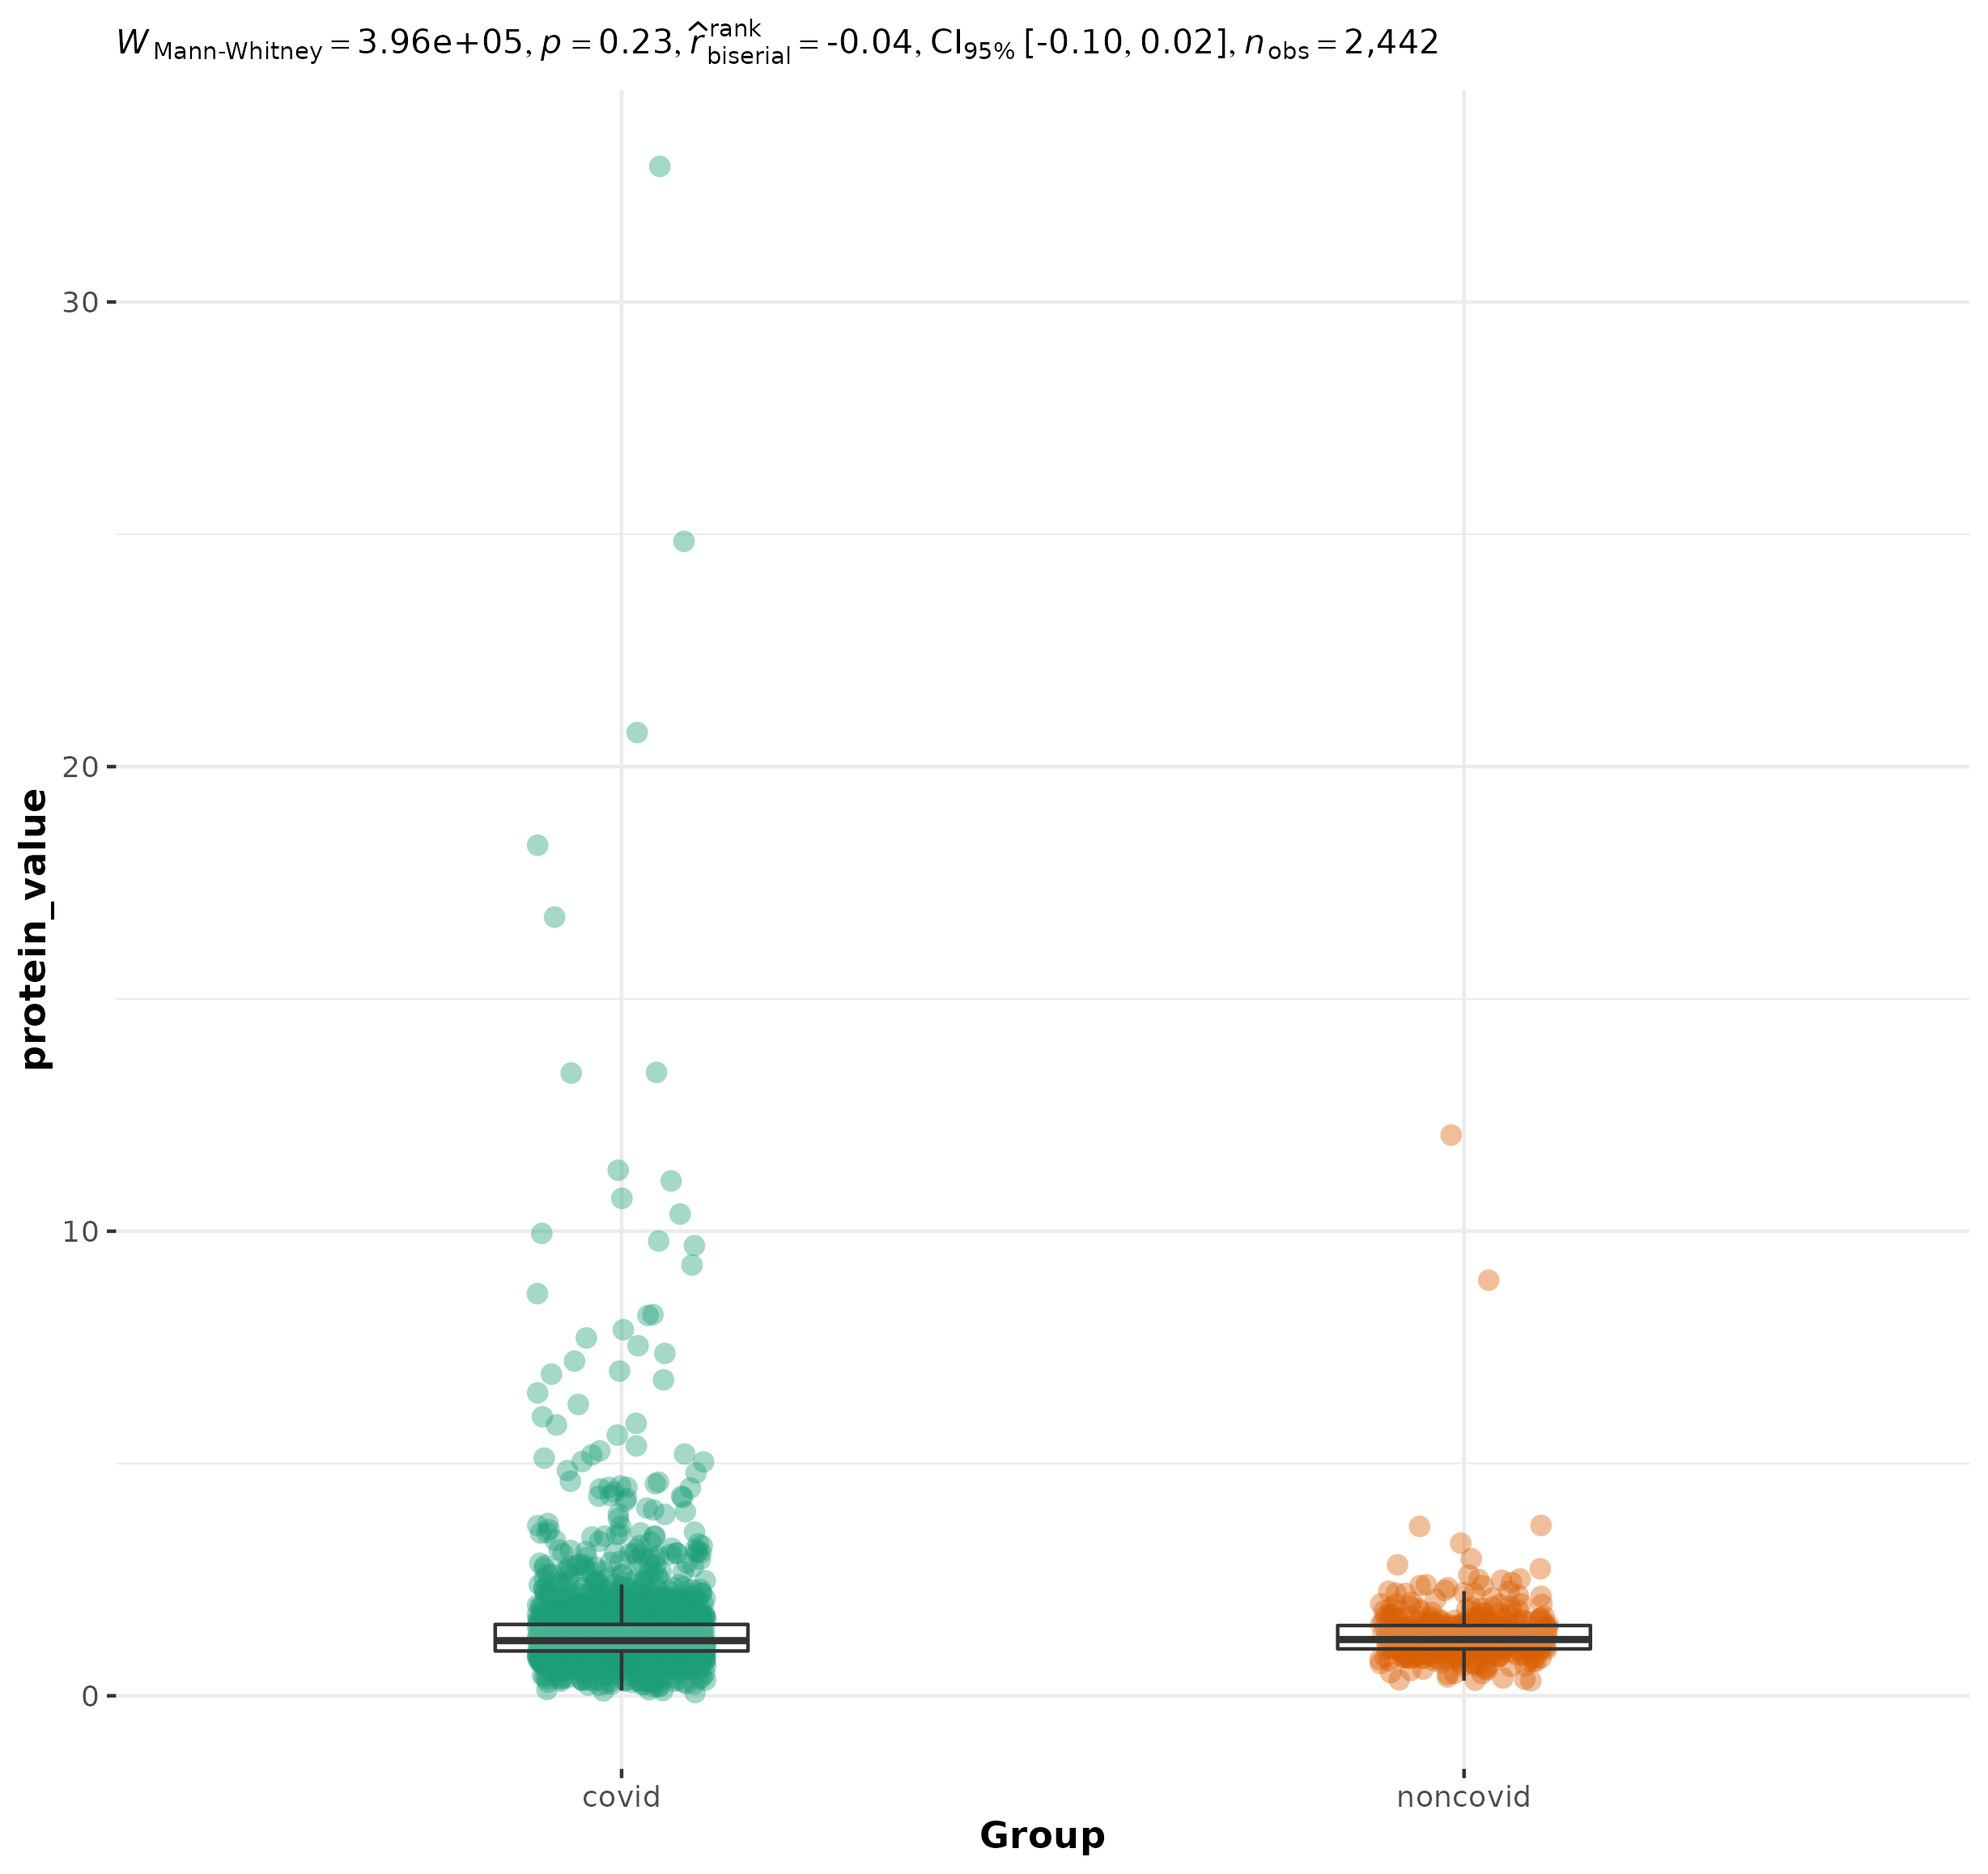 W Mann-Whitney = 3.96e+05, p = 0.23, r̂ rank biserial = -0.04, CI95% [-0.10, 0.02], n obs = 2,442
30
20
10
0
protein_value
covid
noncovid
Group